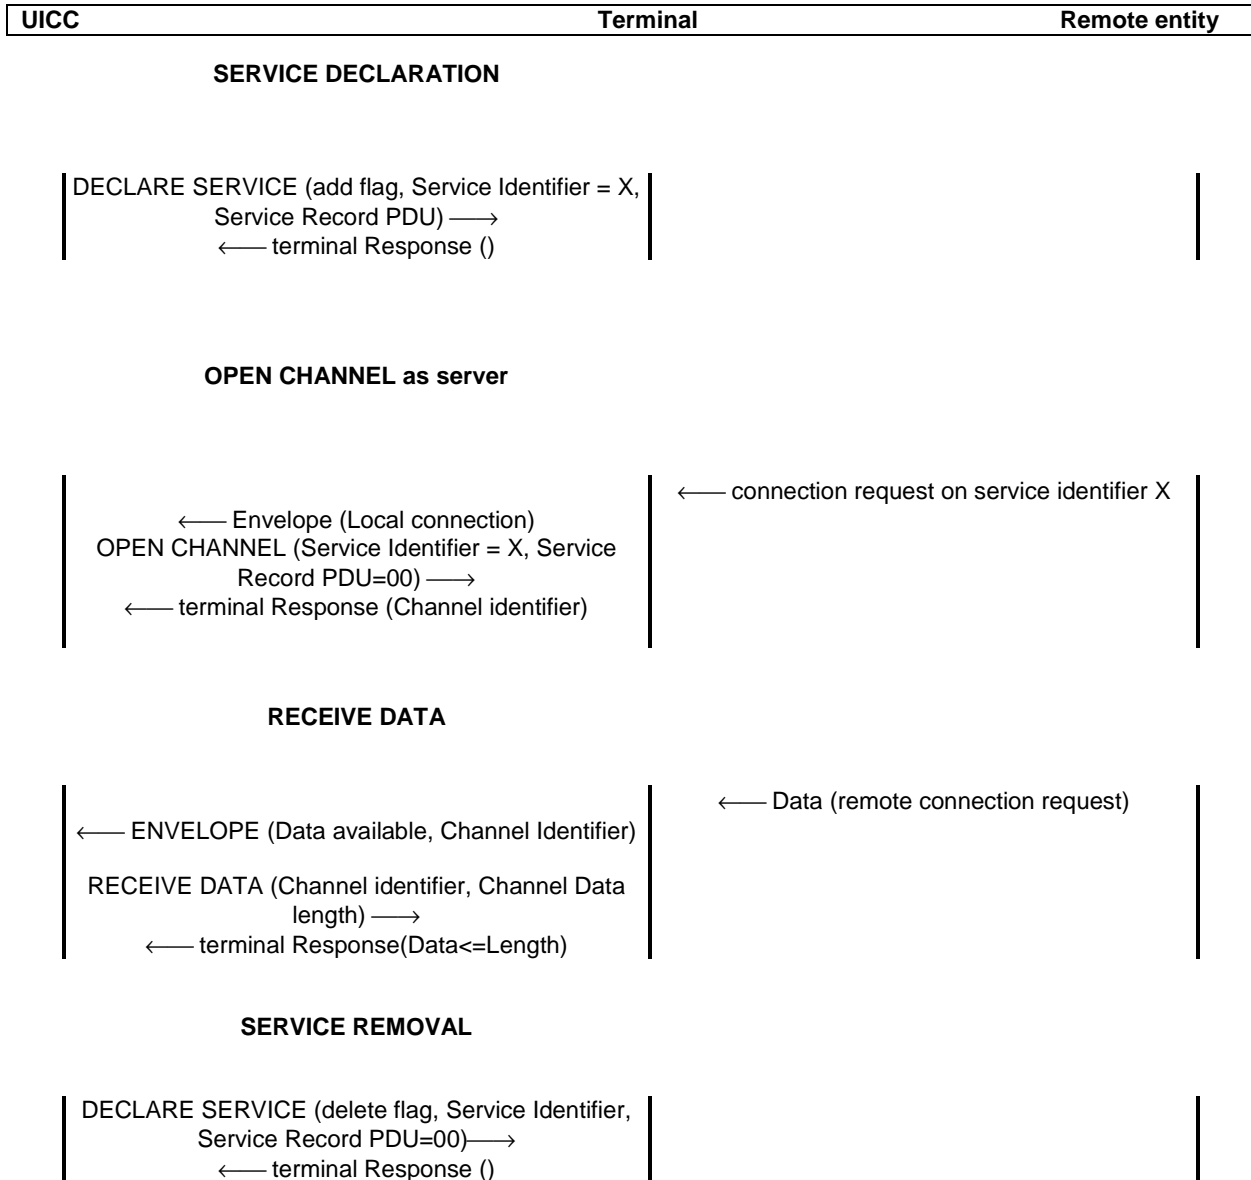 UICC Terminal Remote entity
SERVICE DECLARATION
DECLARE SERVICE (add flag, Service Identifier = X,
Service Record PDU) ⟶
⟵ terminal Response ()
OPEN CHANNEL as server
⟵ connection request on service identifier X
⟵ Envelope (Local connection)
OPEN CHANNEL (Service Identifier = X, Service
Record PDU=00) ⟶
⟵ terminal Response (Channel identifier)
RECEIVE DATA
⟵ Data (remote connection request)
⟵ ENVELOPE (Data available, Channel Identifier)
RECEIVE DATA (Channel identifier, Channel Data
length) ⟶
⟵ terminal Response(Data<=Length)
SERVICE REMOVAL
DECLARE SERVICE (delete flag, Service Identifier,
Service Record PDU=00)⟶
⟵ terminal Response ()